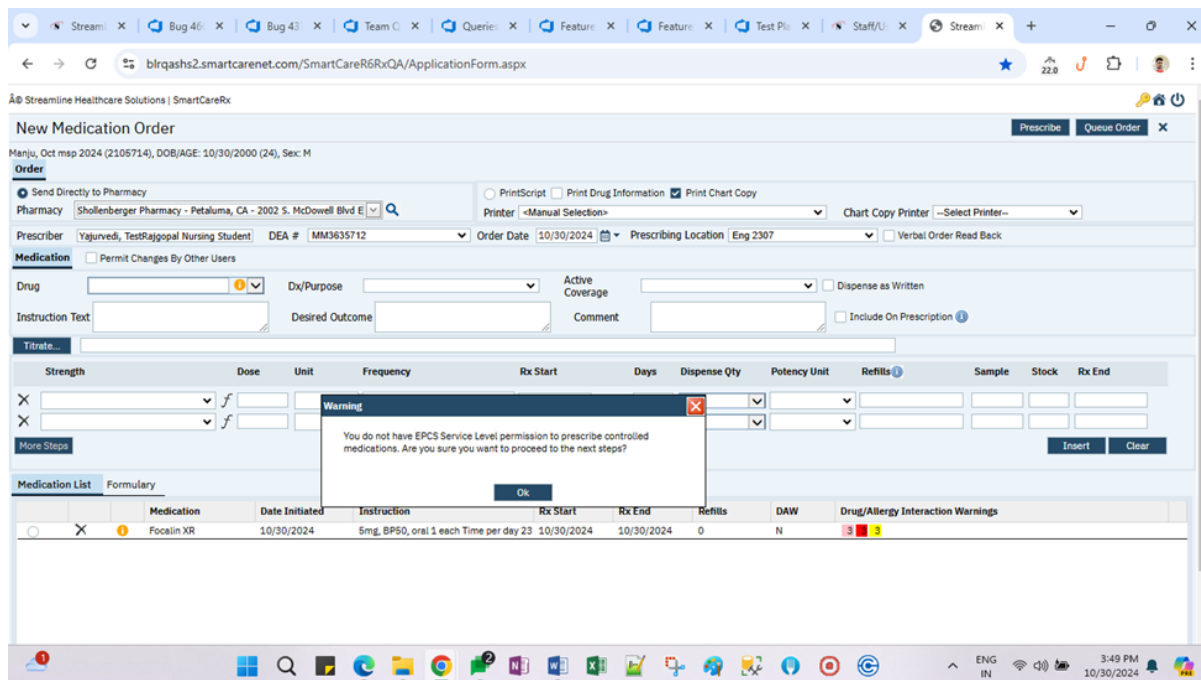 Streaml Bug 46 Bug 43 Team Q Queries Feature Feature Test Pla Staff/U Streaml
blrqashs2.smartcarenet.com/SmartCareR6RxQA/ApplicationForm.aspx 22.0
Â© Streamline Healthcare Solutions | SmartCareRx
New Medication Order Prescribe Queue Order
Manju, Oct msp 2024 (2105714), DOB/AGE: 10/30/2000 (24), Sex: M
Order
Send Directly to Pharmacy PrintScript Print Drug Information Print Chart Copy
Pharmacy Shollenberger Pharmacy - Petaluma, CA - 2002 S. McDowell Blvd E Printer <Manual Selection> Chart Copy Printer --Select Printer--
Prescriber Yajurvedi, TestRajgopal Nursing Student DEA # MM3635712 Order Date 10/30/2024 Prescribing Location Eng 2307 Verbal Order Read Back
Medication Permit Changes By Other Users
Drug Dx/Purpose Active Coverage Dispense as Written
Instruction Text Desired Outcome Comment Include On Prescription
Titrate...
Strength Dose Unit Frequency Rx Start Days Dispense Qty Potency Unit Refills Sample Stock Rx End
Warning
You do not have EPCS Service Level permission to prescribe controlled
medications. Are you sure you want to proceed to the next steps?
Ok
More Steps Insert Clear
Medication List Formulary
Medication Date Initiated Instruction Rx Start Rx End Refills DAW Drug/Allergy Interaction Warnings
Focalin XR 10/30/2024 5mg, BP50, oral 1 each Time per day 23 10/30/2024 10/30/2024 0 N 3 3 3
1 2 ENG 3:49 PM
IN 10/30/2024